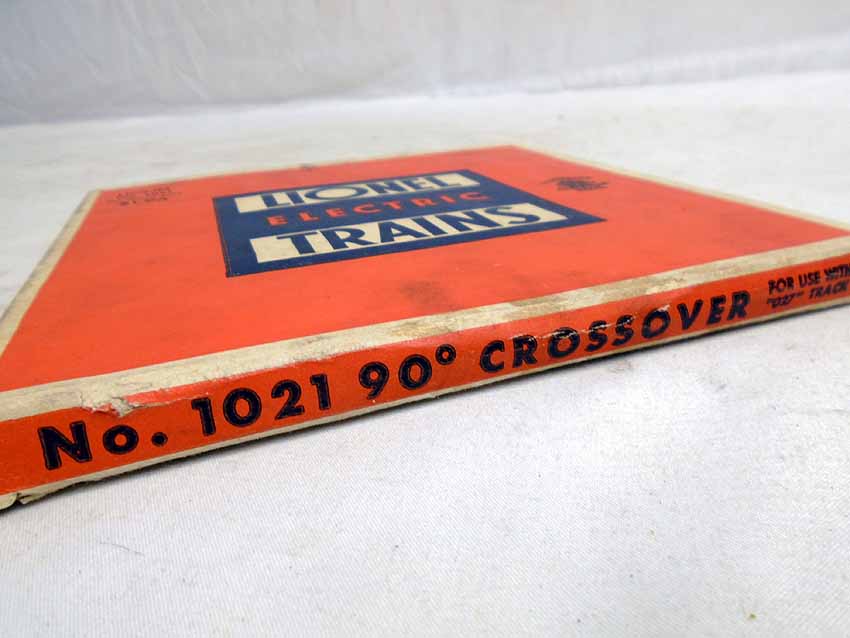 LIONEL
ELECTRIC
TRAINS
No. 1021 90° CROSSOVER
FOR USE WITH
"027" TRACK